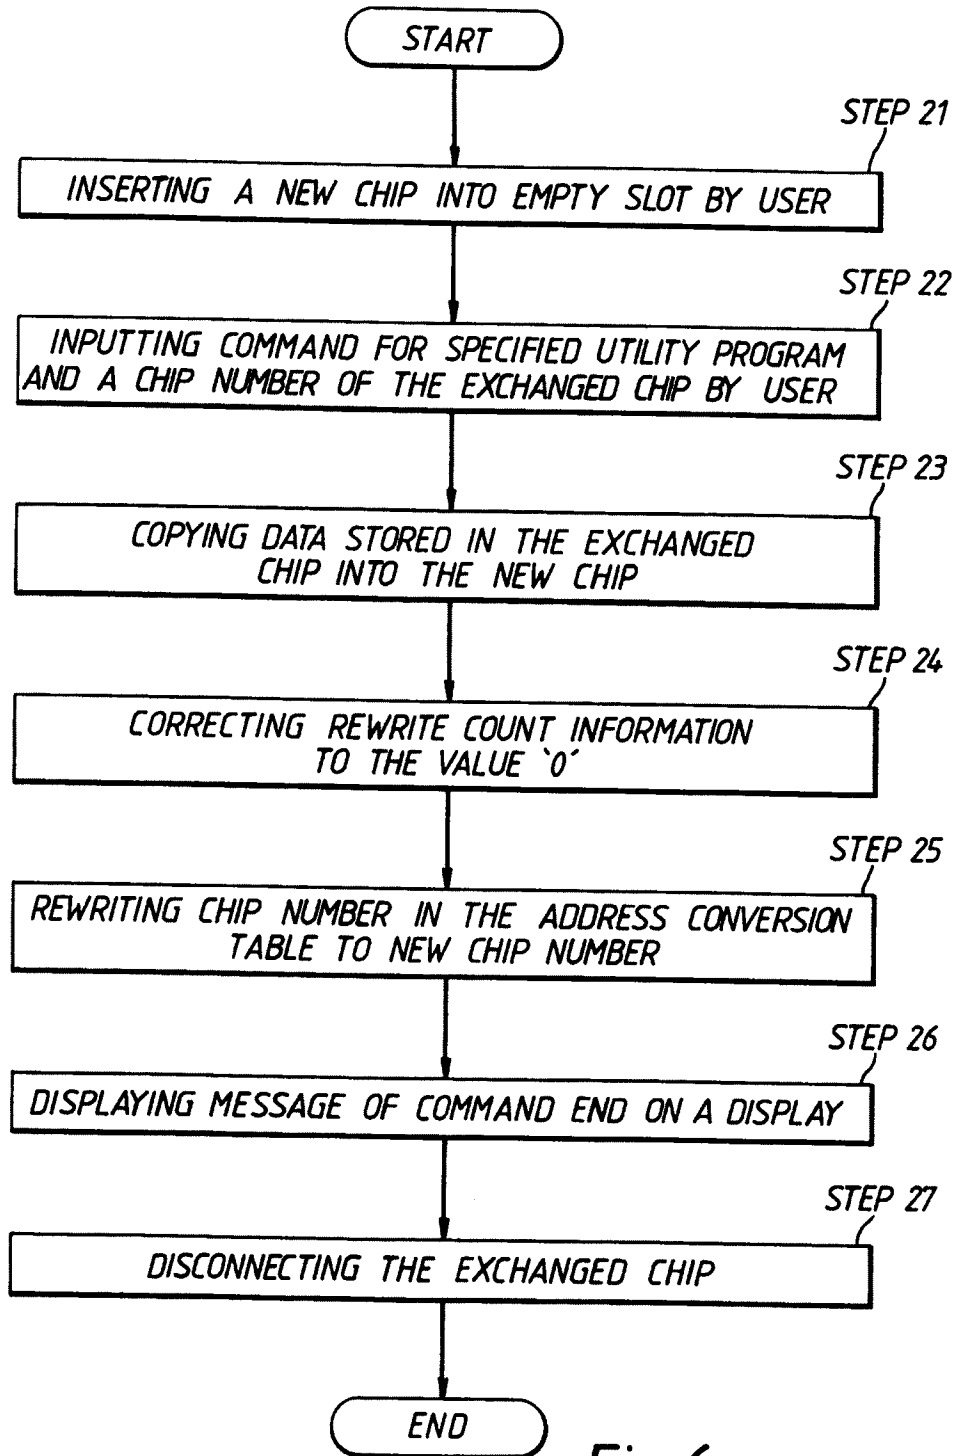 START
STEP 21
INSERTING A NEW CHIP INTO EMPTY SLOT BY USER
STEP 22
INPUTTING COMMAND FOR SPECIFIED UTILITY PROGRAM
AND A CHIP NUMBER OF THE EXCHANGED CHIP BY USER
STEP 23
COPYING DATA STORED IN THE EXCHANGED
CHIP INTO THE NEW CHIP
STEP 24
CORRECTING REWRITE COUNT INFORMATION
TO THE VALUE `0´
STEP 25
REWRITING CHIP NUMBER IN THE ADDRESS CONVERSION
TABLE TO NEW CHIP NUMBER
STEP 26
DISPLAYING MESSAGE OF COMMAND END ON A DISPLAY
STEP 27
DISCONNECTING THE EXCHANGED CHIP
END